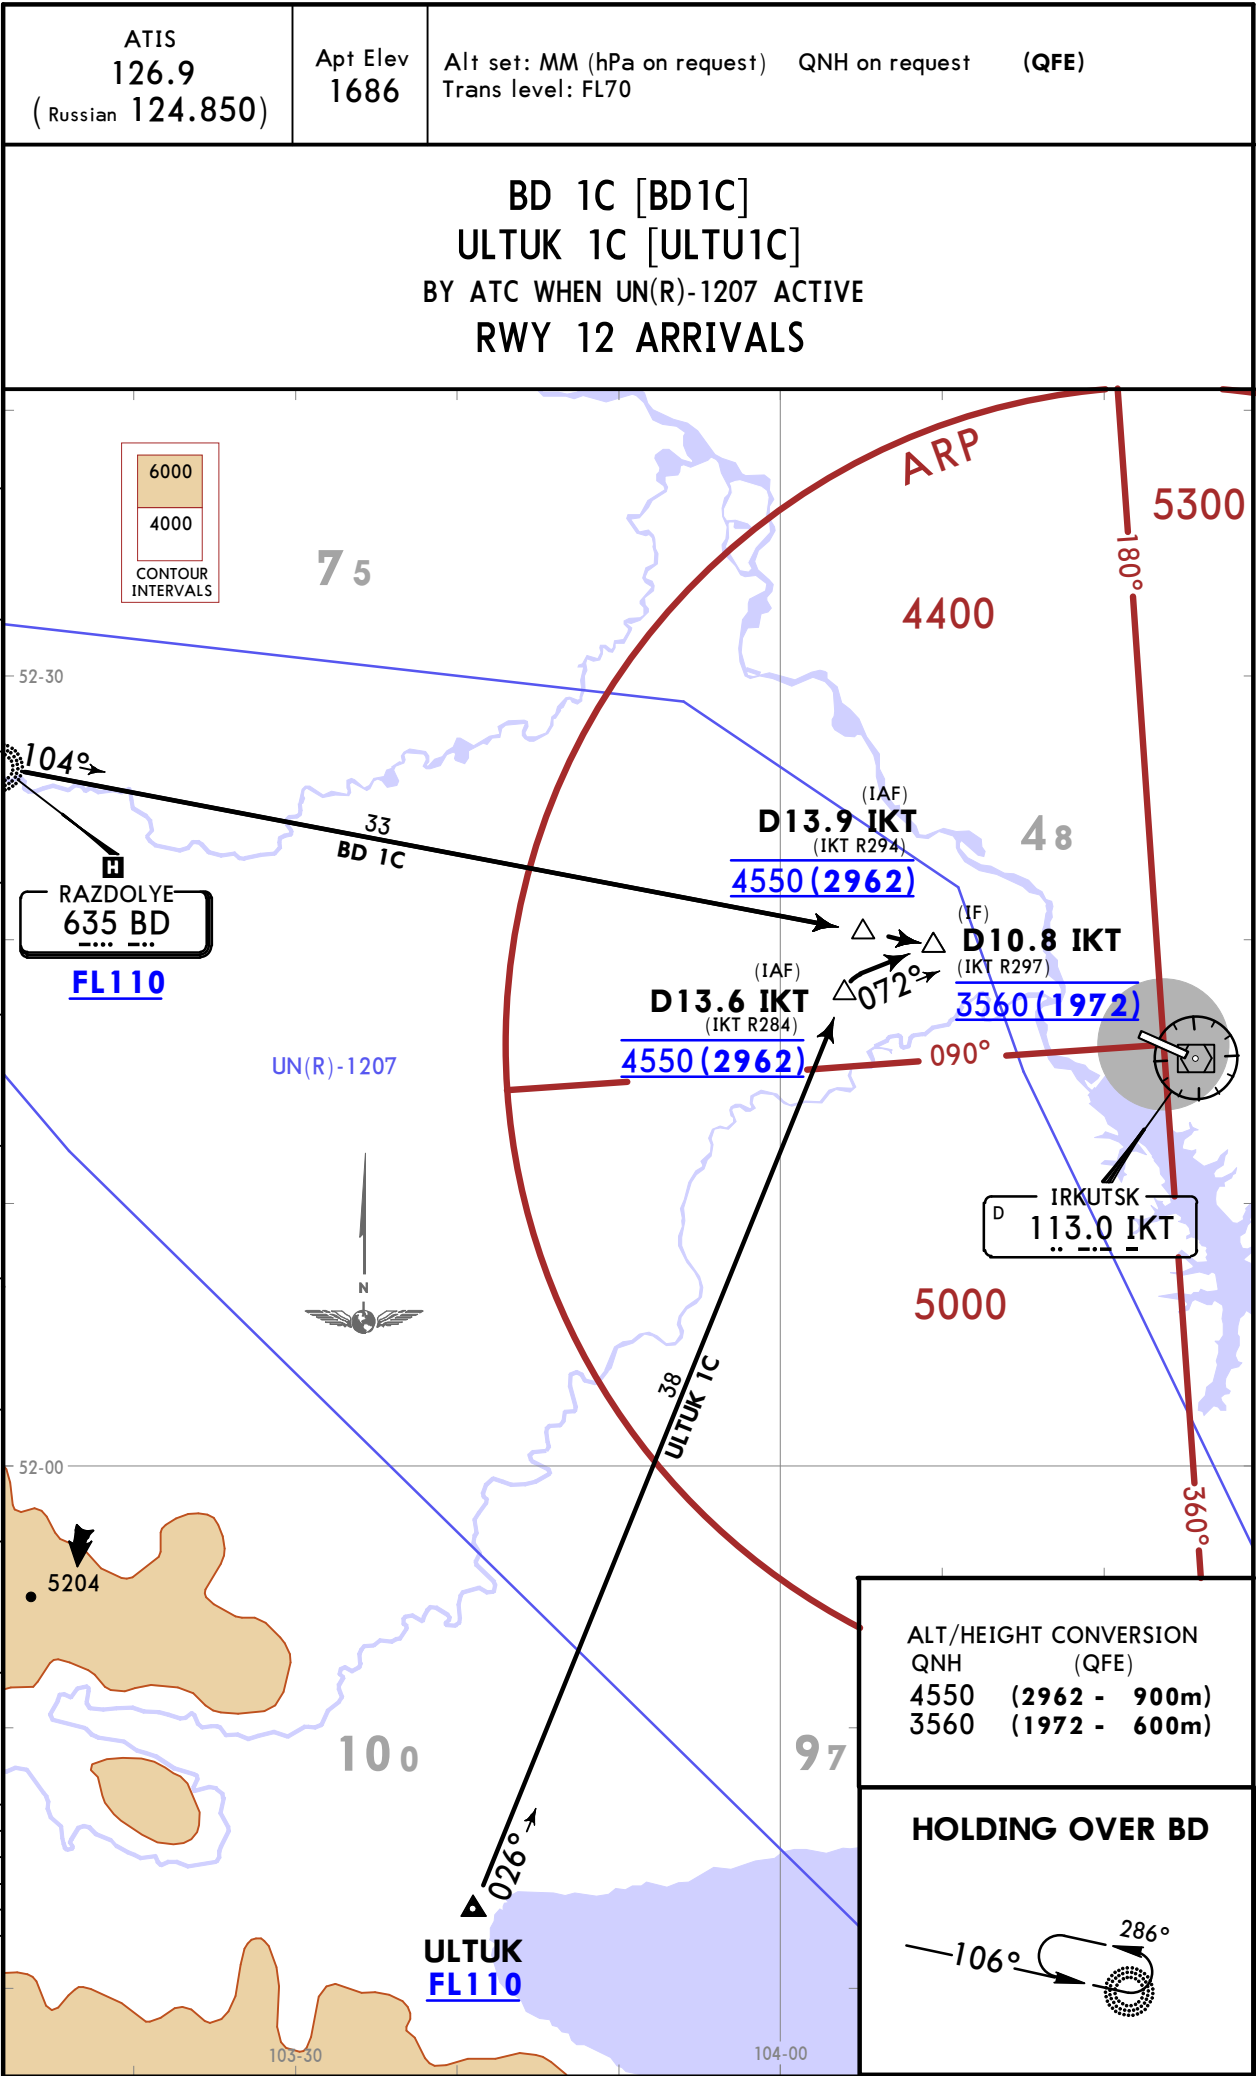 ATIS
126.9
(Russian 124.850)
Apt Elev
1686
Alt set: MM (hPa on request) QNH on request (QFE)
Trans level: FL70
BD 1C [BD1C]
ULTUK 1C [ULTU1C]
BY ATC WHEN UN(R)-1207 ACTIVE
RWY 12 ARRIVALS
6000
4000
CONTOUR
INTERVALS
75
ARP
5300
180°
4400
52-30
104°
33
BD 1C
(IAF)
D13.9 IKT
(IKT R294)
4550 (2962)
48
H
RAZDOLYE
635 BD
FL110
(IF)
D10.8 IKT
(IKT R297)
3560 (1972)
(IAF)
D13.6 IKT
(IKT R284)
4550 (2962)
072°
090°
UN(R)-1207
N
IRKUTSK
D 113.0 IKT
5000
38
ULTUK 1C
52-00
360°
5204
100
97
026°
ULTUK
FL110
103-30
104-00
ALT/HEIGHT CONVERSION
QNH (QFE)
4550 (2962 - 900m)
3560 (1972 - 600m)
HOLDING OVER BD
286°
106°